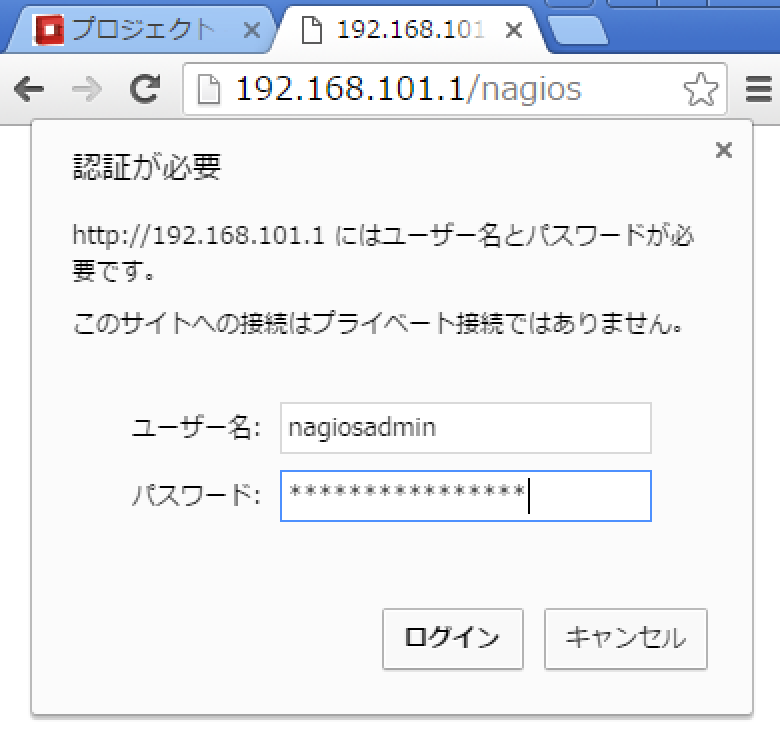 プロジェクト
192.168.101
192.168.101.1/nagios
認証が必要
http://192.168.101.1 にはユーザー名とパスワードが必
要です。
このサイトへの接続はプライベート接続ではありません。
ユーザー名: nagiosadmin
パスワード: ****************
ログイン キャンセル